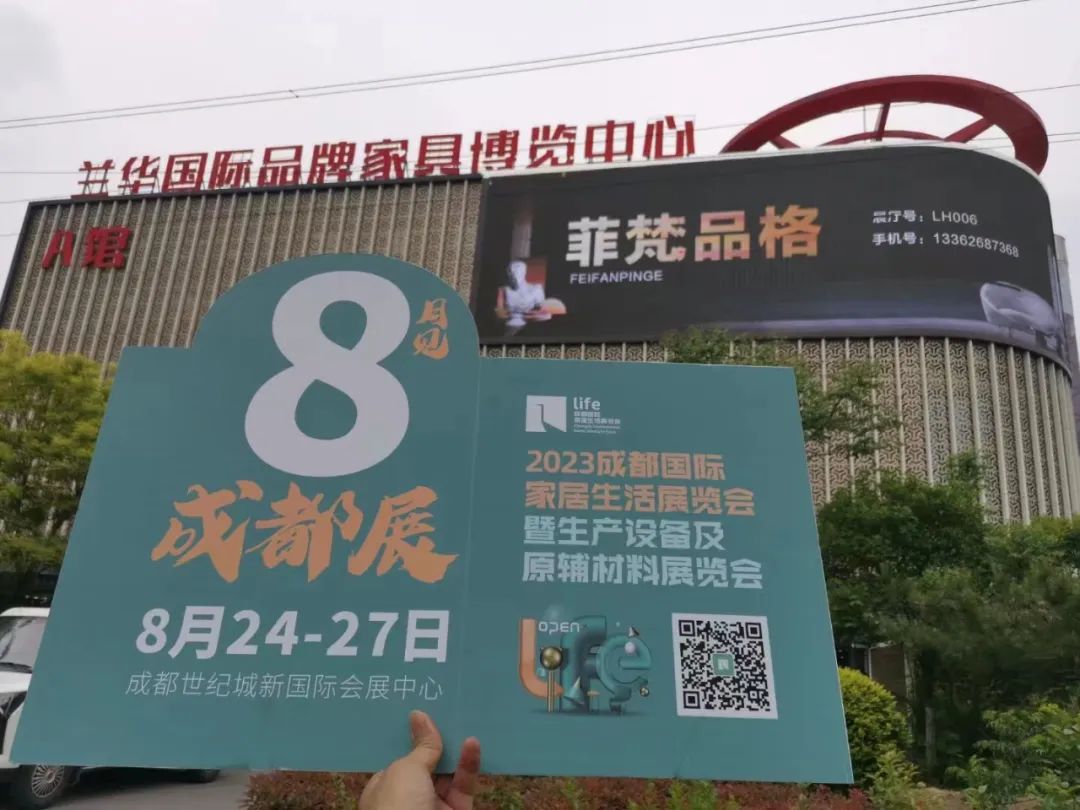 益华国际品牌家具博览中心
A馆
菲梵品格
FEIFANPINGE
展厅号：LH006
手机号：13362687368
8
月见
成都展
8月24-27日
成都世纪城新国际会展中心
life
2023成都国际
家居生活展览会
暨生产设备及
原辅材料展览会
OPEN
Life